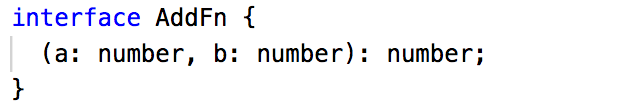 interface AddFn {
  (a: number, b: number): number;
}